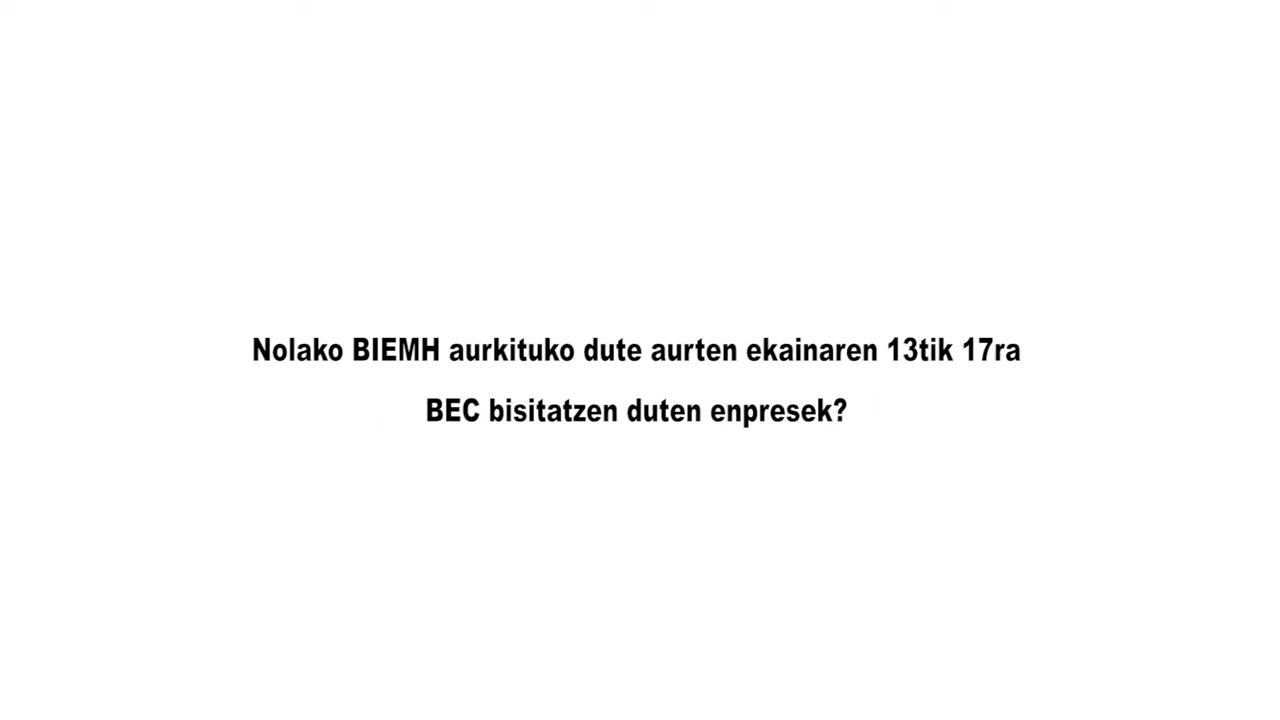 Nolako BIEMH aurkituko dute aurten ekainaren 13tik 17ra
BEC bisitatzen duten enpresek?